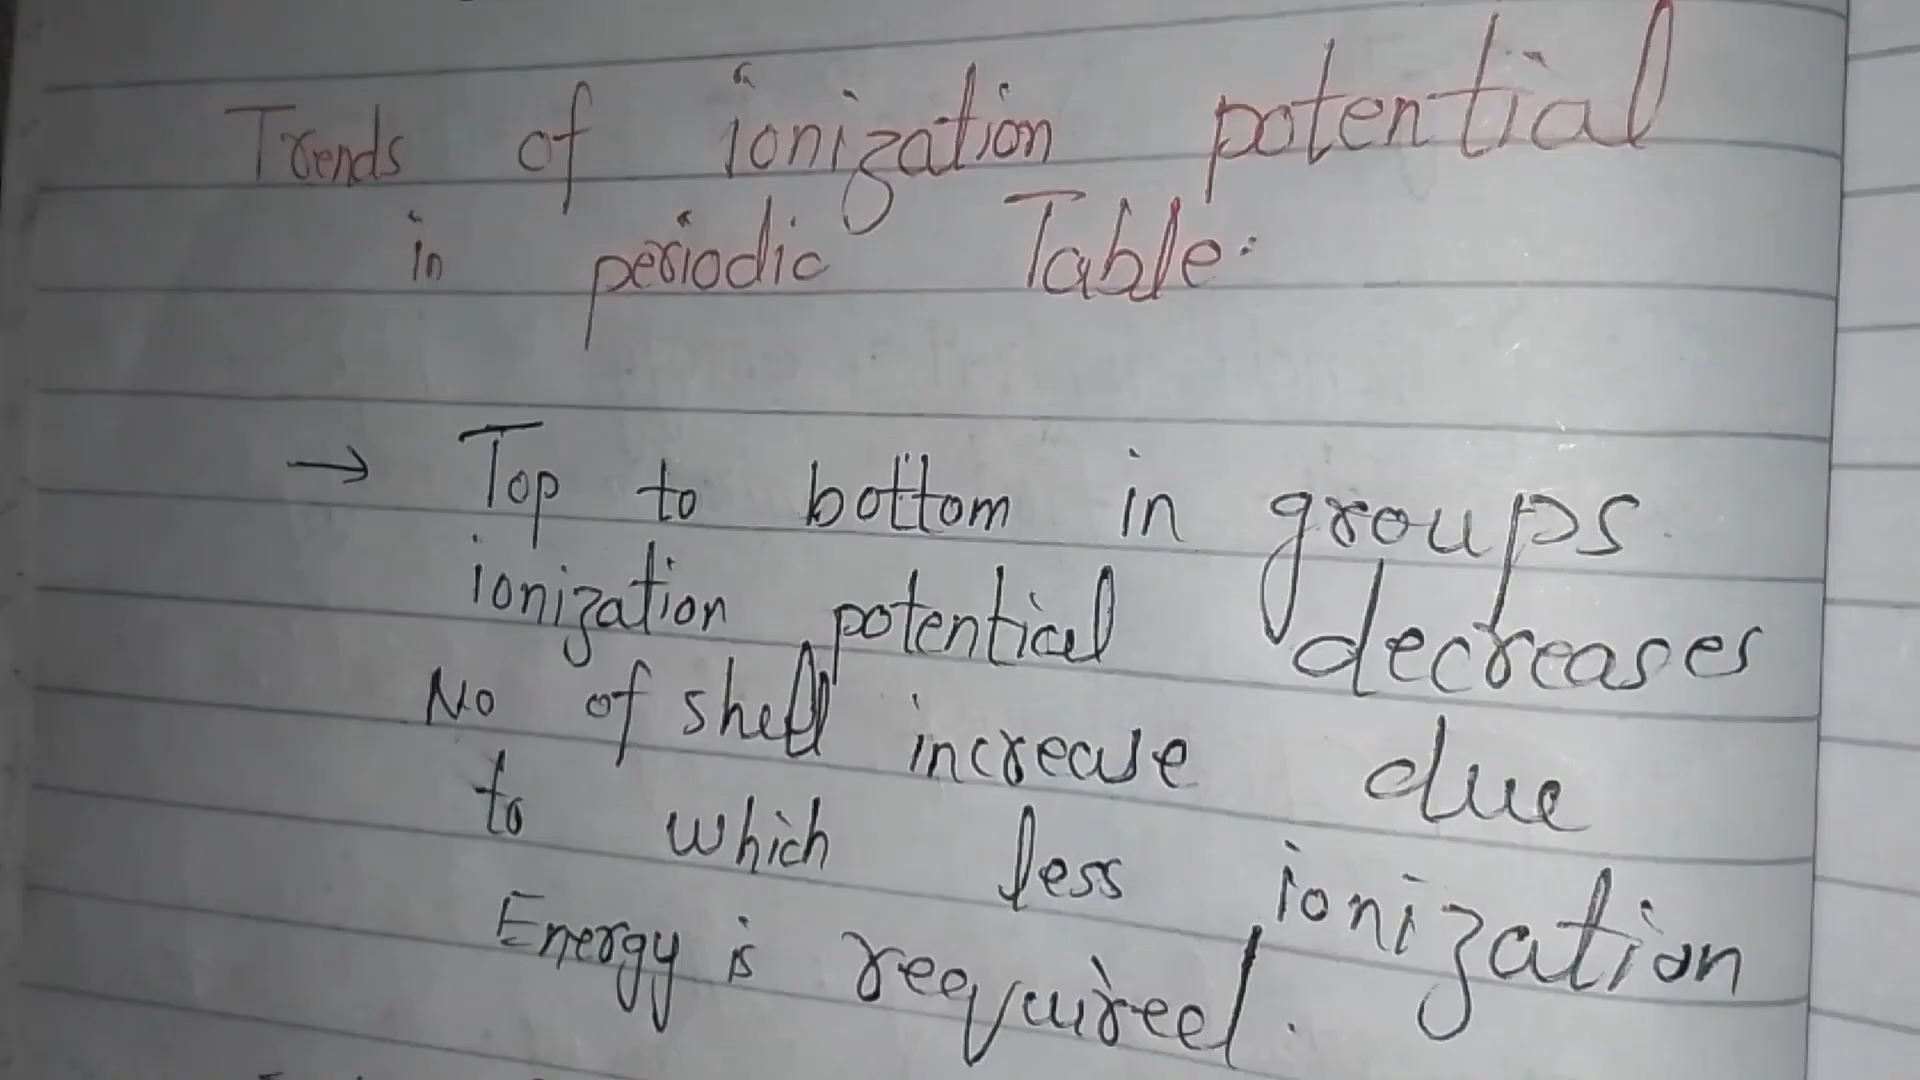 Trends of ionization potential
in periodic Table:
→ Top to bottom in groups
ionization potential decreases
No of shell increase due
to which less ionization
Energy is required.